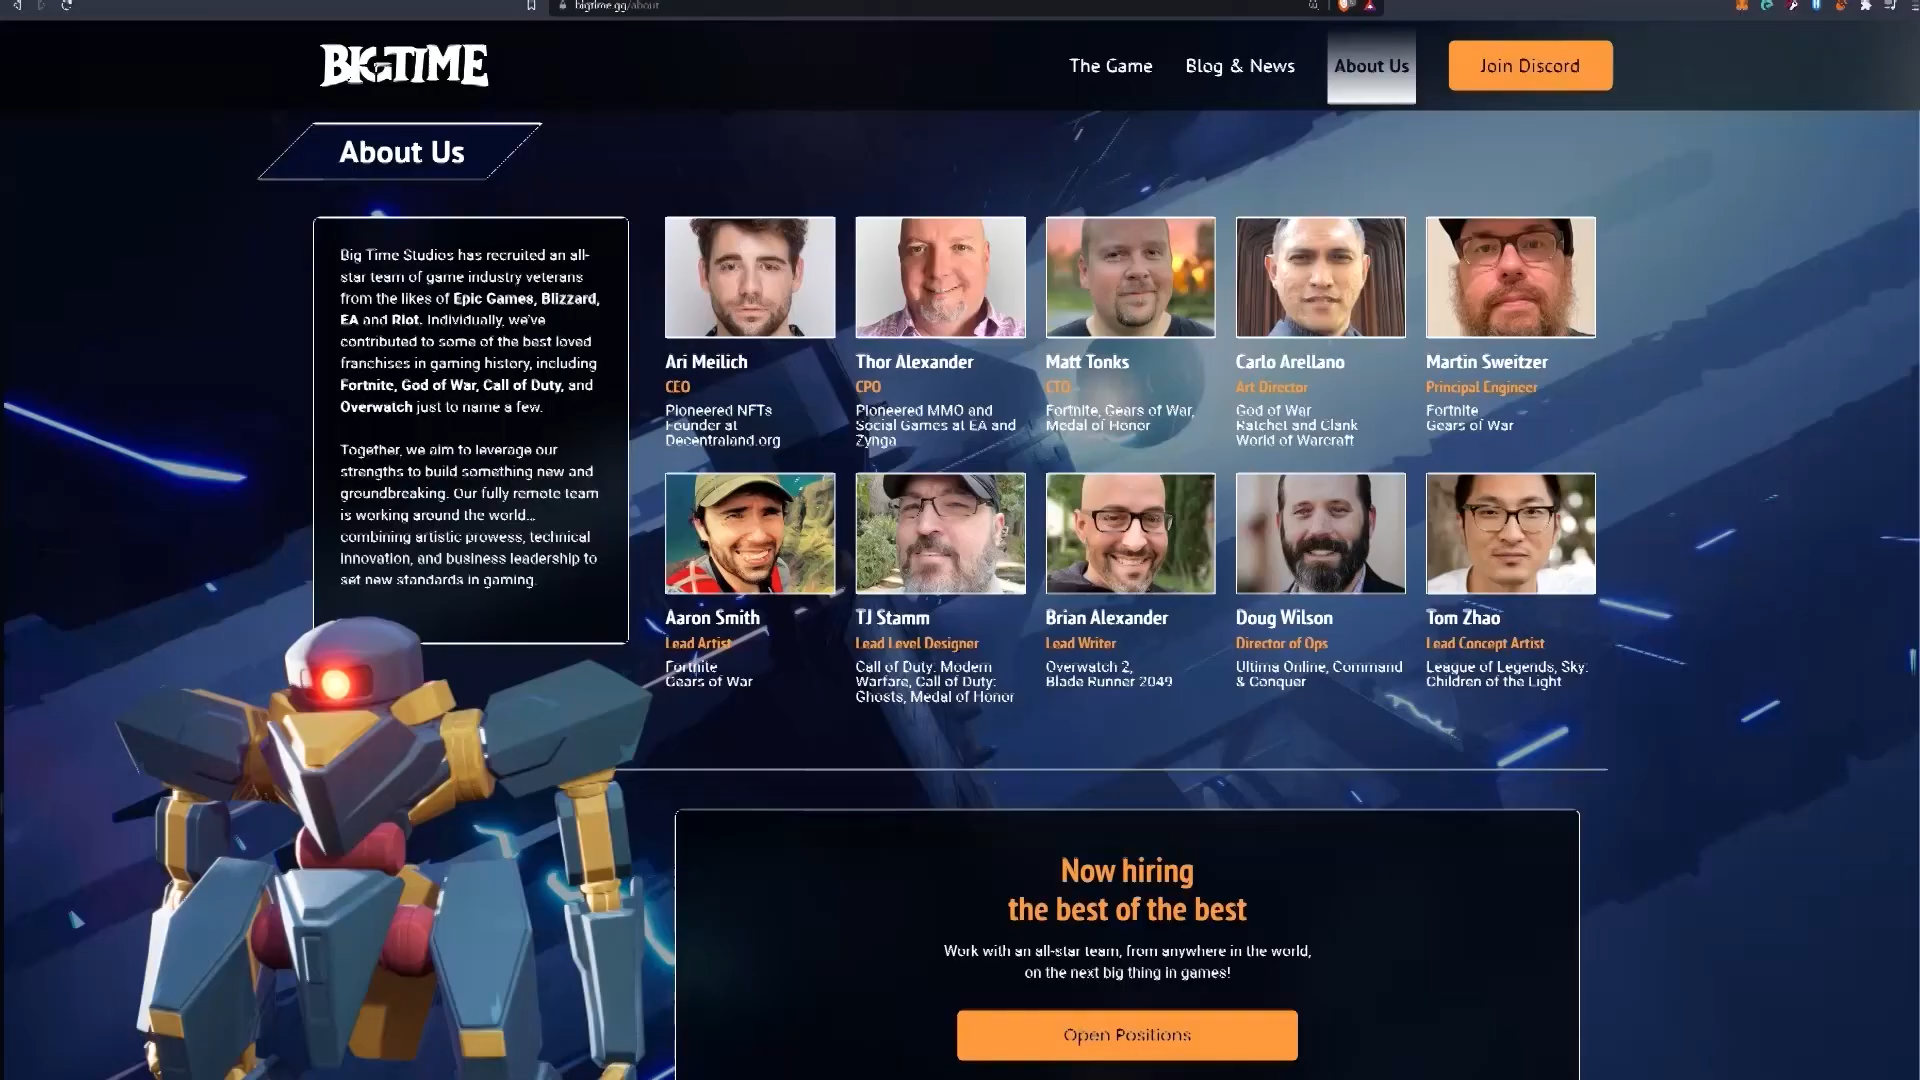 bigtime.gg/about
BIGTIME
The Game
Blog & News
About Us
Join Discord
About Us
Big Time Studios has recruited an all-
star team of game industry veterans
from the likes of Epic Games, Blizzard,
EA and Riot. Individually, we've
contributed to some of the best loved
franchises in gaming history, including
Fortnite, God of War, Call of Duty, and
Overwatch just to name a few.
Together, we aim to leverage our
strengths to build something new and
groundbreaking. Our fully remote team
is working around the world...
combining artistic prowess, technical
innovation, and business leadership to
set new standards in gaming.
Ari Meilich
CEO
Pioneered NFTs
Founder at
Decentraland.org
Thor Alexander
CPO
Pioneered MMO and
Social Games at EA and
Zynga
Matt Tonks
CTO
Fortnite, Gears of War,
Medal of Honor
Carlo Arellano
Art Director
God of War
Ratchet and Clank
World of Warcraft
Martin Sweitzer
Principal Engineer
Fortnite
Gears of War
Aaron Smith
Lead Artist
Fortnite
Gears of War
TJ Stamm
Lead Level Designer
Call of Duty: Modern
Warfare, Call of Duty:
Ghosts, Medal of Honor
Brian Alexander
Lead Writer
Overwatch 2,
Blade Runner 2049
Doug Wilson
Director of Ops
Ultima Online, Command
& Conquer
Tom Zhao
Lead Concept Artist
League of Legends, Sky:
Children of the Light
Now hiring
the best of the best
Work with an all-star team, from anywhere in the world,
on the next big thing in games!
Open Positions